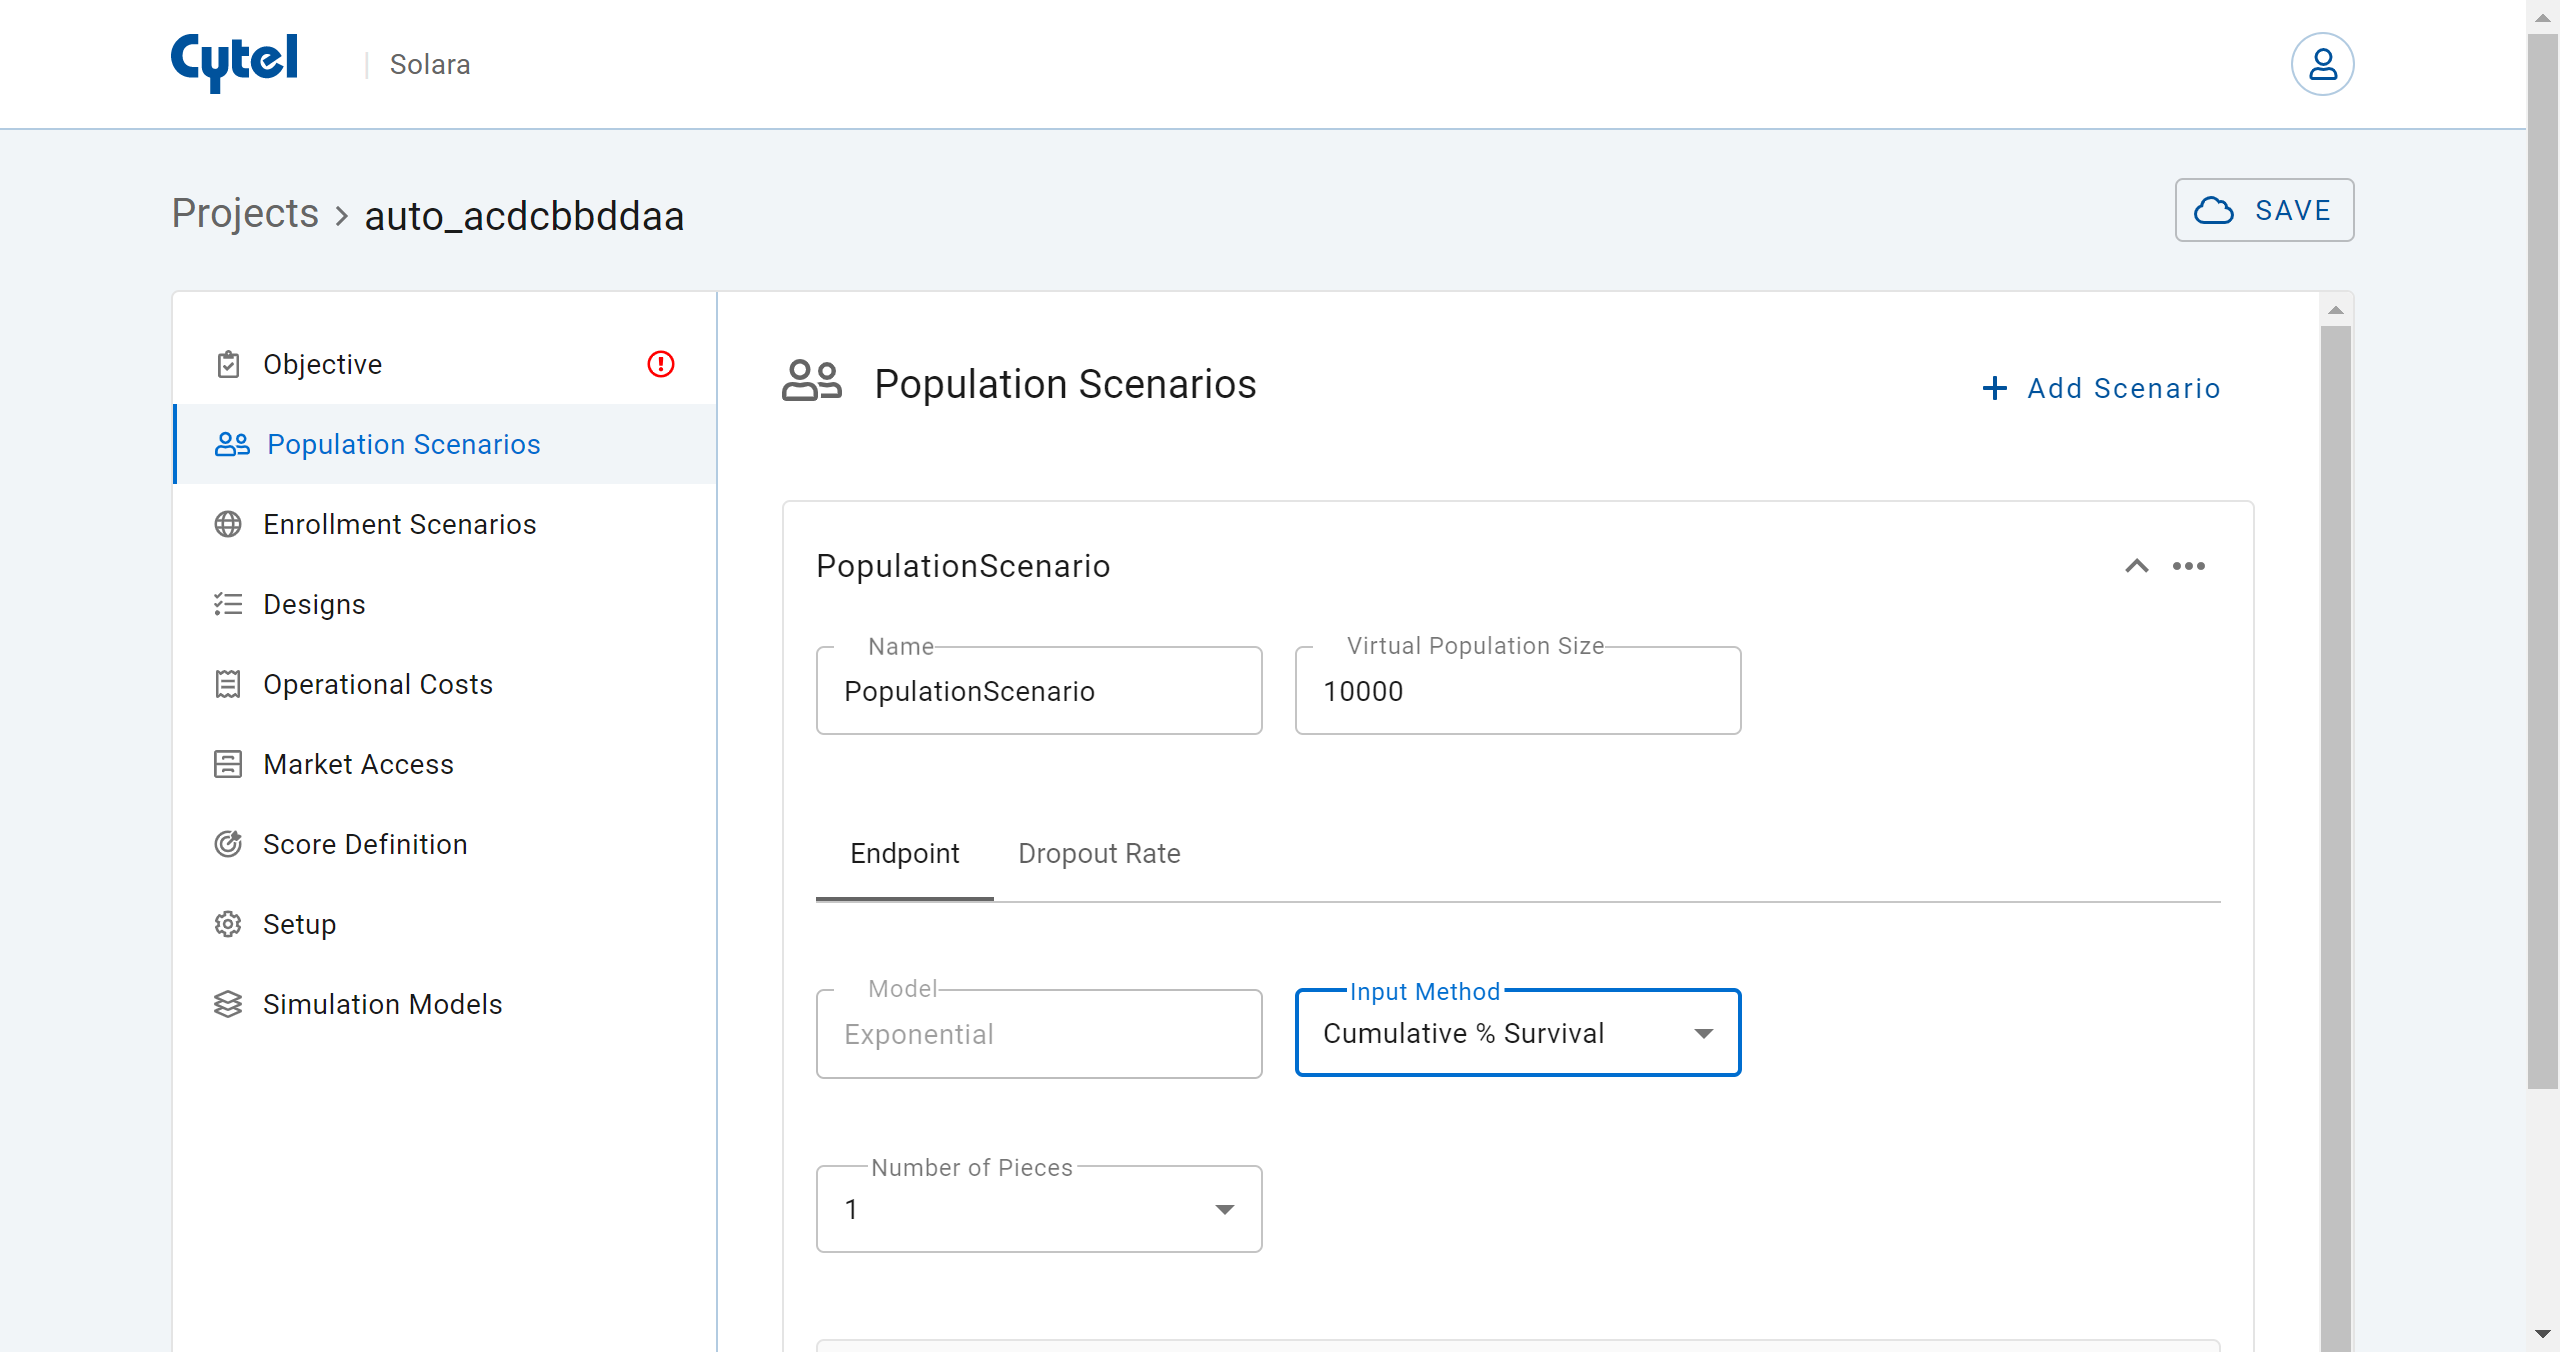 Cytel | Solara
Projects > auto_acdcbbddaa
SAVE
Objective
Population Scenarios
Enrollment Scenarios
Designs
Operational Costs
Market Access
Score Definition
Setup
Simulation Models
Population Scenarios
+ Add Scenario
PopulationScenario
Name
PopulationScenario
Virtual Population Size
10000
Endpoint
Dropout Rate
Model
Exponential
Input Method
Cumulative % Survival
Number of Pieces
1